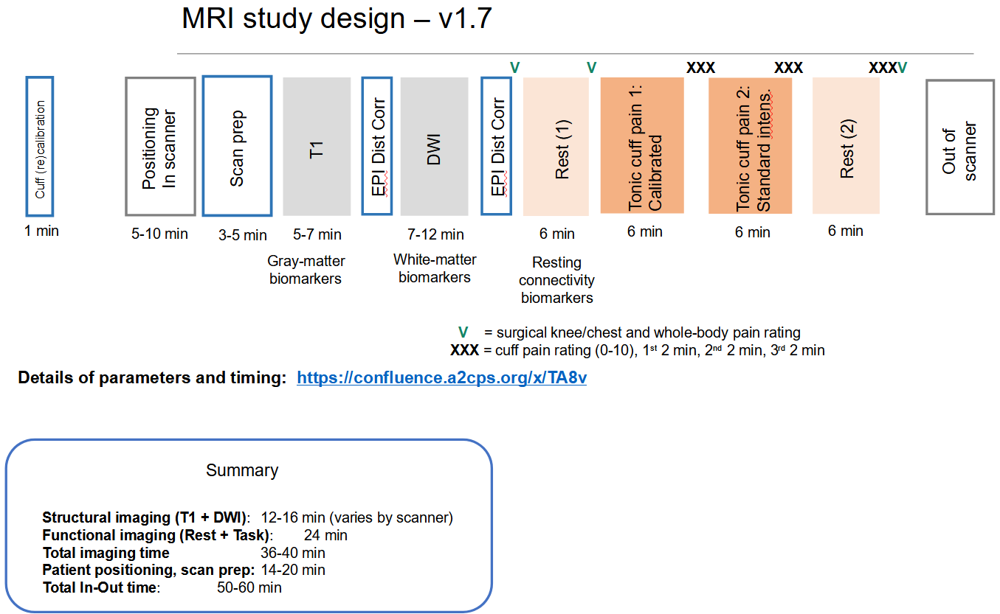 MRI study design – v1.7
V V XXX XXX XXXV
Cuff (re)calibration
Positioning
In scanner
Scan prep
T1
EPI Dist Corr
DWI
EPI Dist Corr
Rest (1)
Tonic cuff pain 1:
Calibrated
Tonic cuff pain 2:
Standard intens.
Rest (2)
Out of
scanner
1 min
5-10 min
3-5 min
5-7 min
7-12 min
6 min
6 min
6 min
6 min
Gray-matter
biomarkers
White-matter
biomarkers
Resting
connectivity
biomarkers
V = surgical knee/chest and whole-body pain rating
XXX = cuff pain rating (0-10), 1st 2 min, 2nd 2 min, 3rd 2 min
Details of parameters and timing: https://confluence.a2cps.org/x/TA8v
Summary
Structural imaging (T1 + DWI): 12-16 min (varies by scanner)
Functional imaging (Rest + Task): 24 min
Total imaging time 36-40 min
Patient positioning, scan prep: 14-20 min
Total In-Out time: 50-60 min